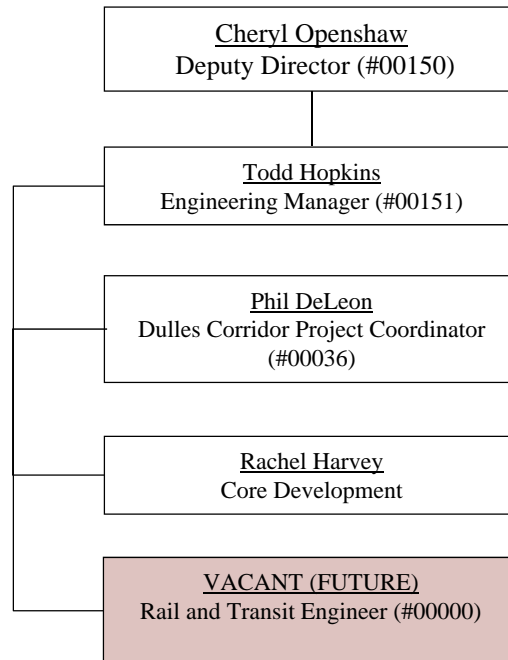 Cheryl Openshaw
Deputy Director (#00150)
Todd Hopkins
Engineering Manager (#00151)
Phil DeLeon
Dulles Corridor Project Coordinator
(#00036)
Rachel Harvey
Core Development
VACANT (FUTURE)
Rail and Transit Engineer (#00000)